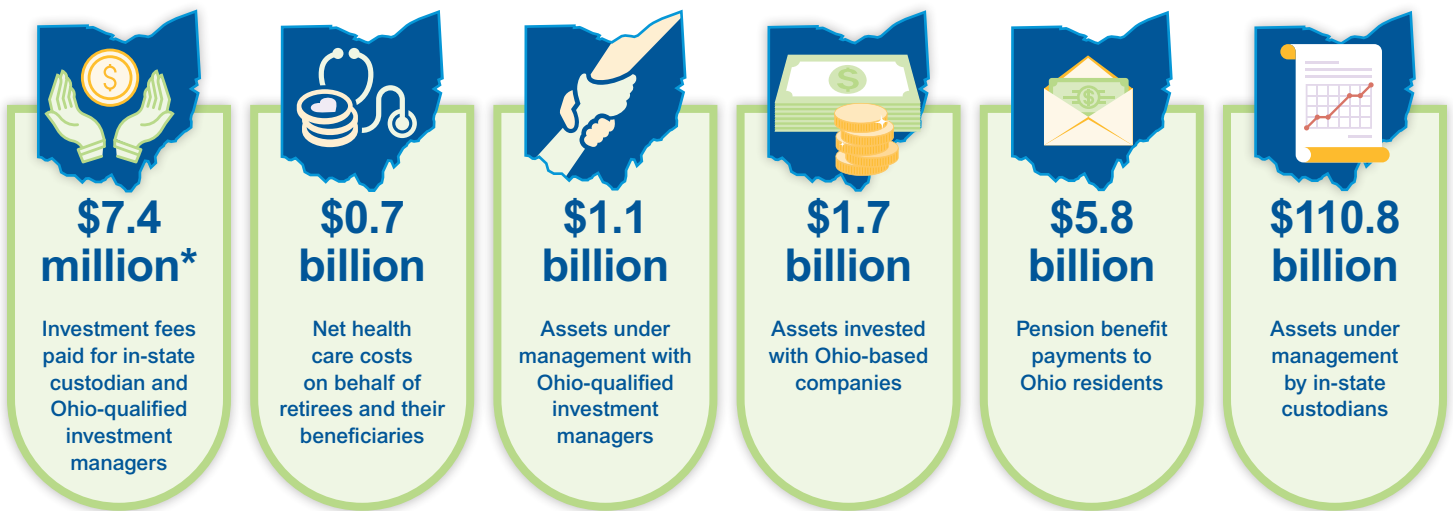 $7.4
million*
Investment fees
paid for in-state
custodian and
Ohio-qualified
investment
managers
$0.7
billion
Net health
care costs
on behalf of
retirees and their
beneficiaries
$1.1
billion
Assets under
management with
Ohio-qualified
investment
managers
$1.7
billion
Assets invested
with Ohio-based
companies
$5.8
billion
Pension benefit
payments to
Ohio residents
$110.8
billion
Assets under
management
by in-state
custodians